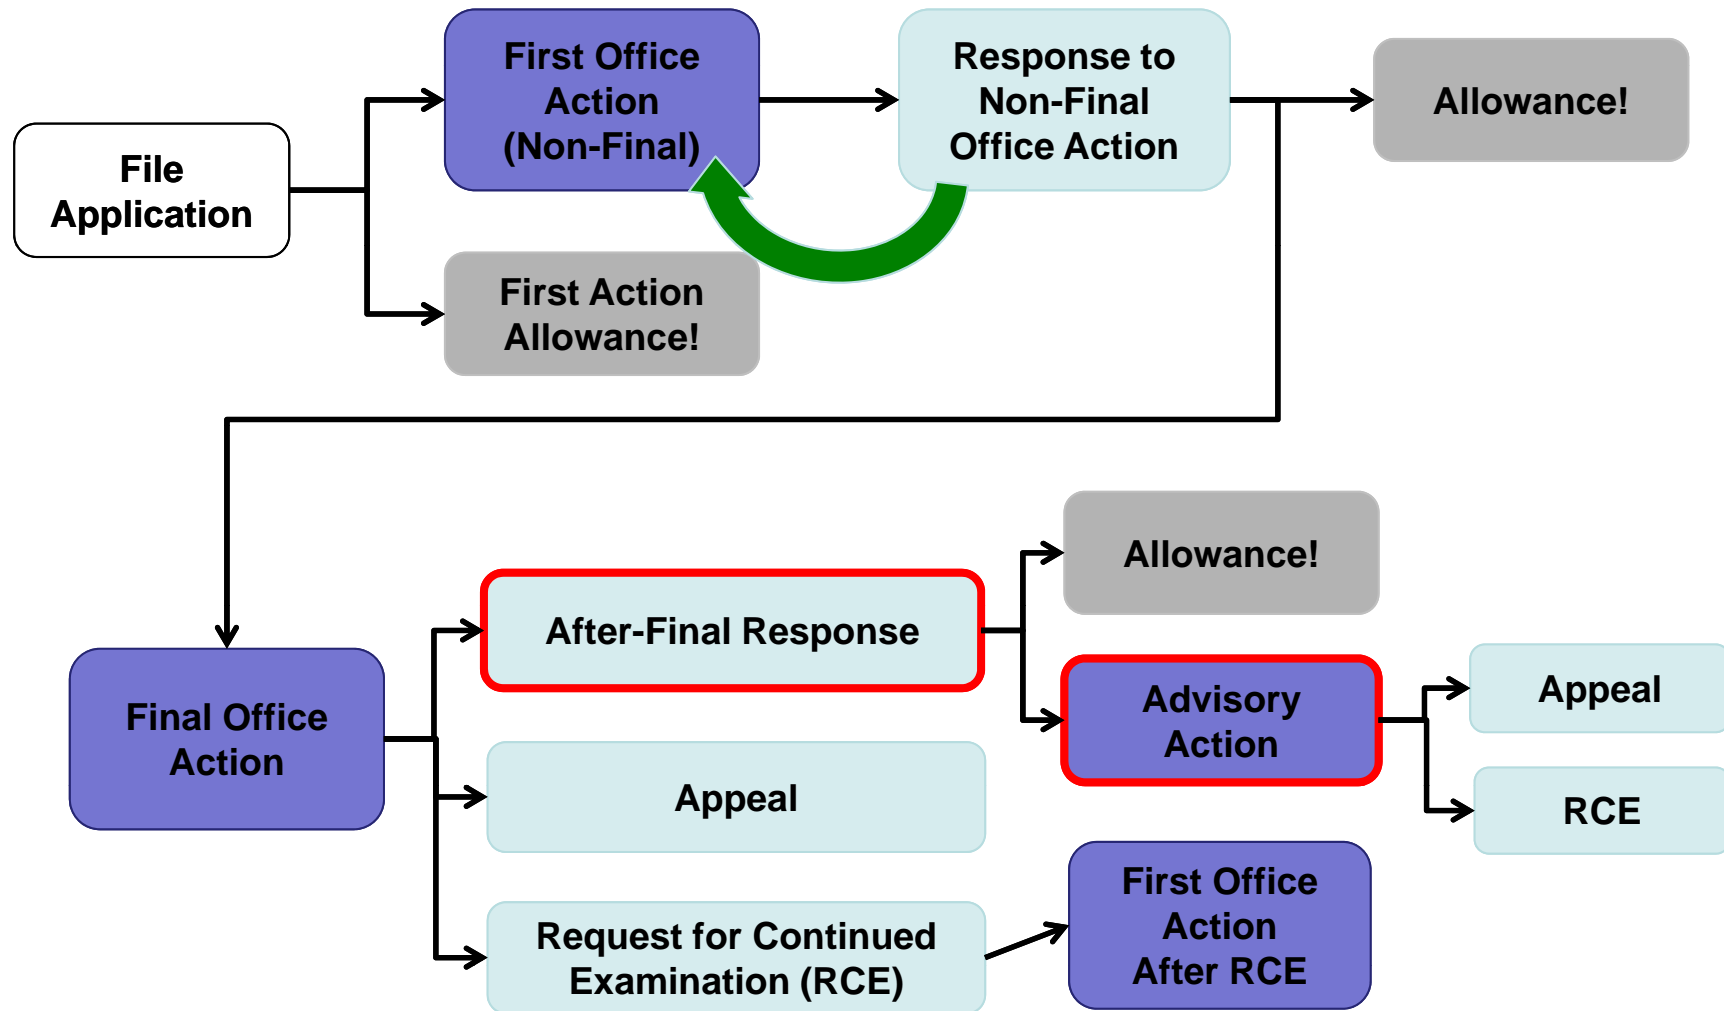 First Office
Action
(Non-Final)
Response to
Non-Final
Office Action
Allowance!
File
Application
First Action
Allowance!
Allowance!
After-Final Response
Final Office
Action
Advisory
Action
Appeal
Appeal
RCE
Request for Continued
Examination (RCE)
First Office
Action
After RCE